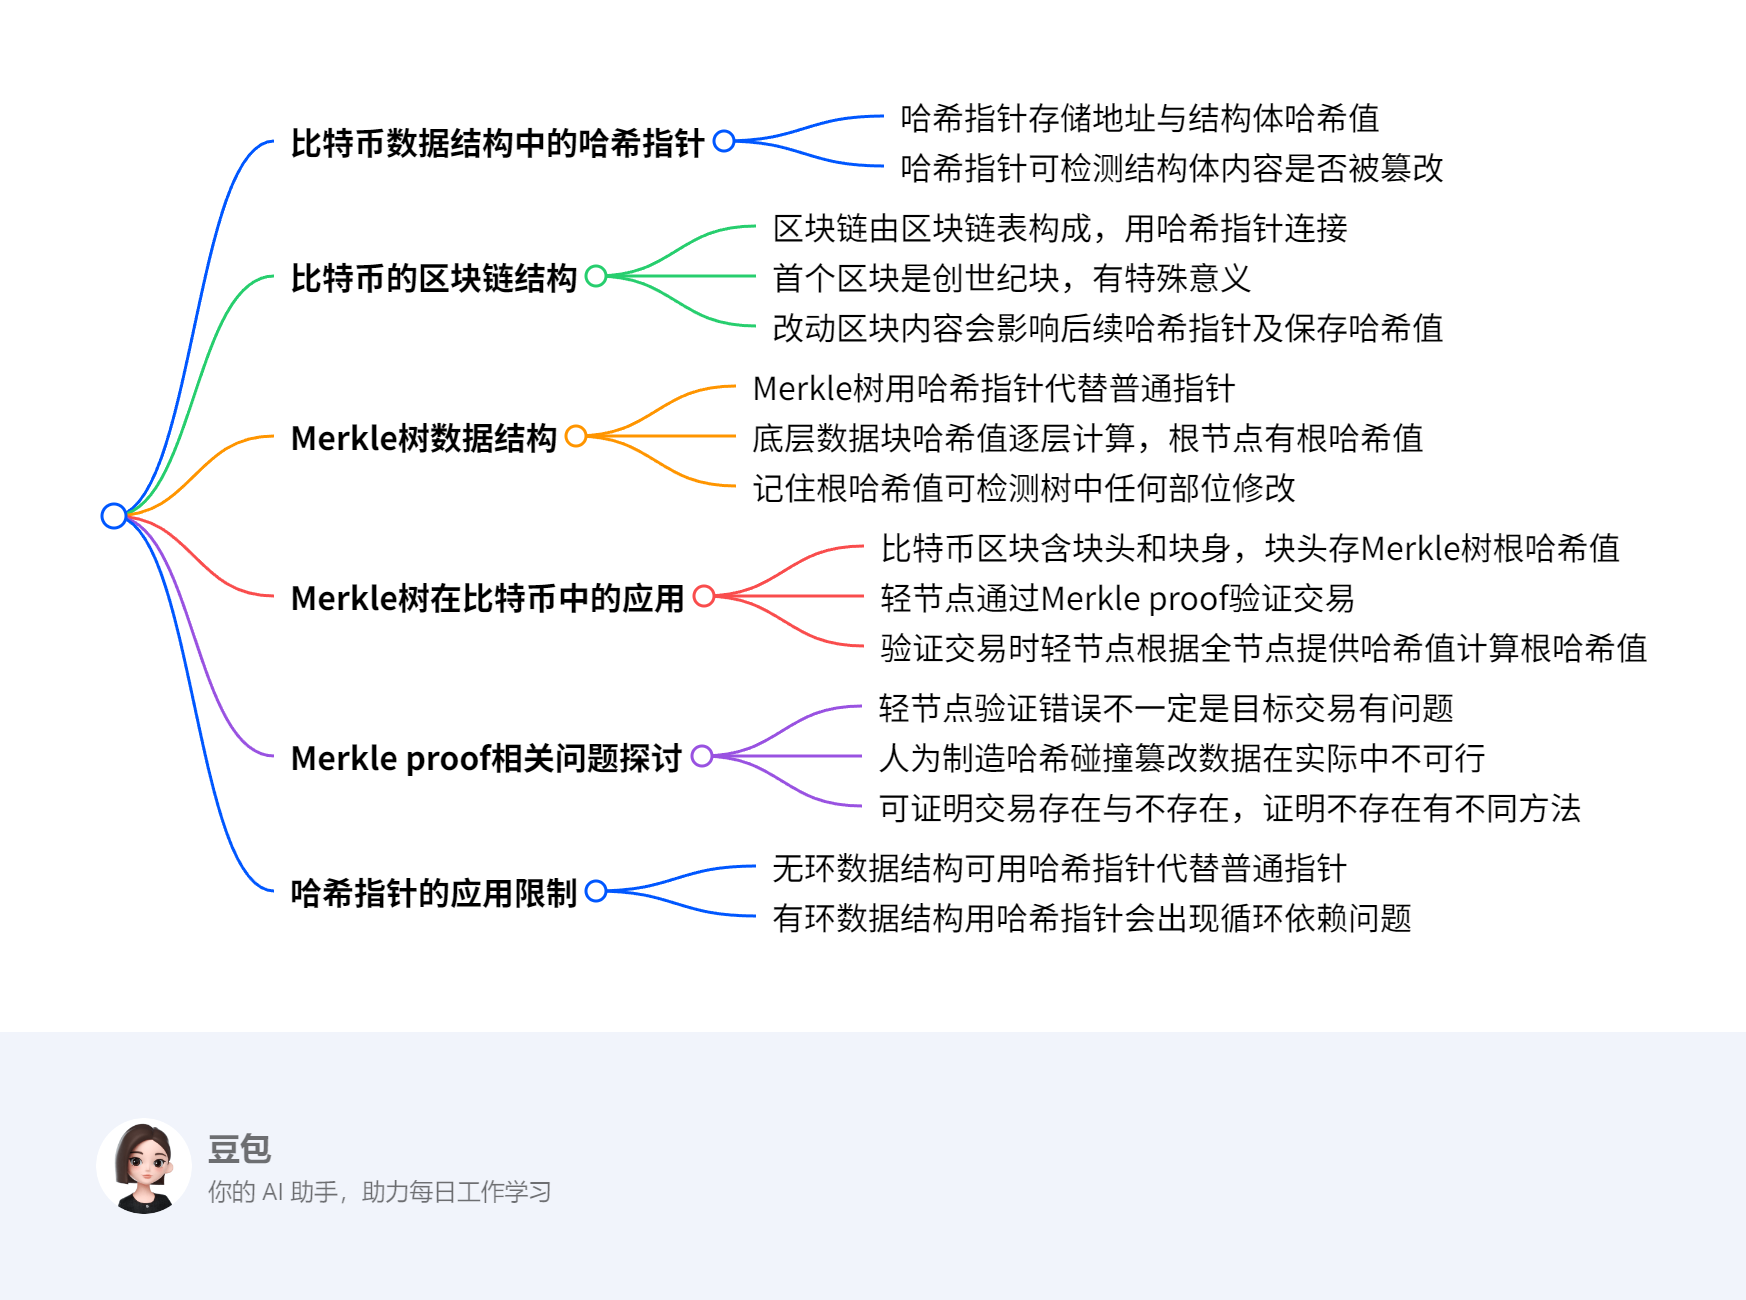 比特币数据结构中的哈希指针
哈希指针存储地址与结构体哈希值
哈希指针可检测结构体内容是否被篡改
比特币的区块链结构
区块链由区块链表构成，用哈希指针连接
首个区块是创世纪块，有特殊意义
改动区块内容会影响后续哈希指针及保存哈希值
Merkle树数据结构
Merkle树用哈希指针代替普通指针
底层数据块哈希值逐层计算，根节点有根哈希值
记住根哈希值可检测树中任何部位修改
Merkle树在比特币中的应用
比特币区块含块头和块身，块头存Merkle树根哈希值
轻节点通过Merkle proof验证交易
验证交易时轻节点根据全节点提供哈希值计算根哈希值
Merkle proof相关问题探讨
轻节点验证错误不一定是目标交易有问题
人为制造哈希碰撞篡改数据在实际中不可行
可证明交易存在与不存在，证明不存在有不同方法
哈希指针的应用限制
无环数据结构可用哈希指针代替普通指针
有环数据结构用哈希指针会出现循环依赖问题
豆包
你的 AI 助手，助力每日工作学习